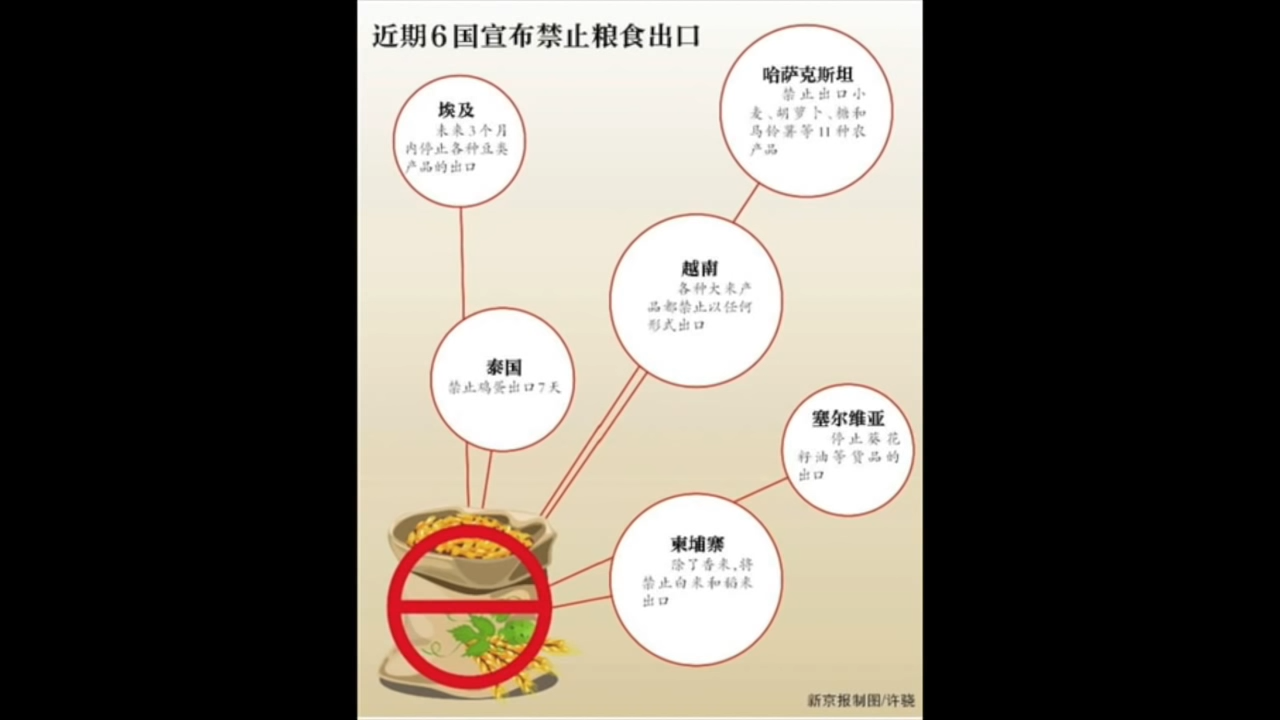 近期6国宣布禁止粮食出口
埃及
未来3个月
内停止各种豆类
产品的出口
哈萨克斯坦
禁止出口小
麦、胡萝卜、糖和
马铃薯等11种农
产品
越南
各种大米产
品都禁止以任何
形式出口
泰国
禁止鸡蛋出口7天
塞尔维亚
停止葵花
籽油等货品的
出口
柬埔寨
除了香米,将
禁止白米和稻米
出口
新京报制图/许骁